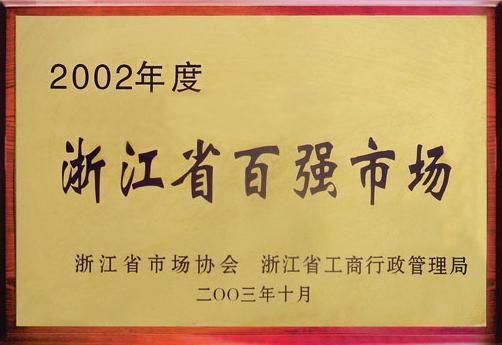 2002年度
浙江省百强市场
浙江省市场协会 浙江省工商行政管理局
二〇〇三年十月